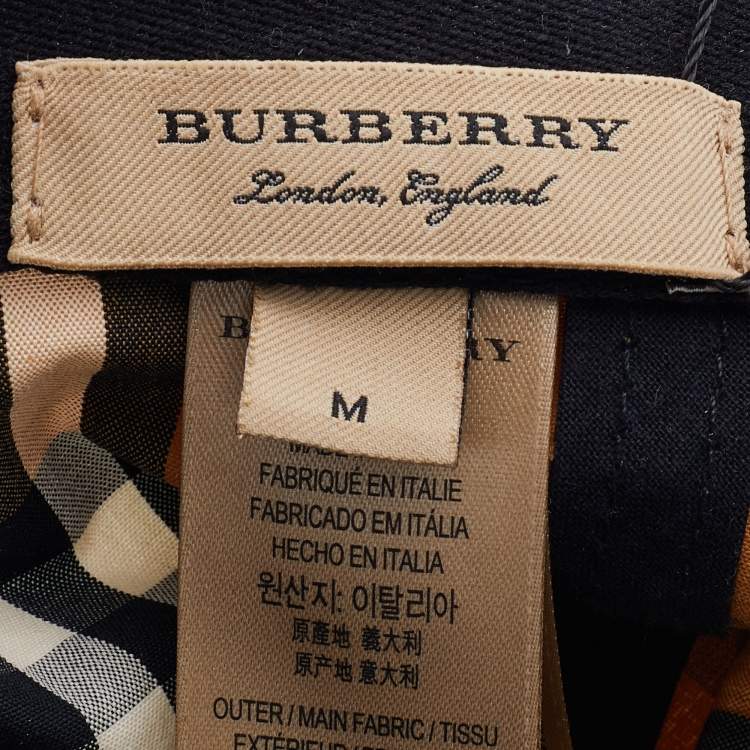 BURBERRY
London, England
M
FABRIQUÉ EN ITALIE
FABRICADO EM ITÁLIA
HECHO EN ITALIA
원산지: 이탈리아
原產地 義大利
原产地 意大利
OUTER / MAIN FABRIC / TISSU